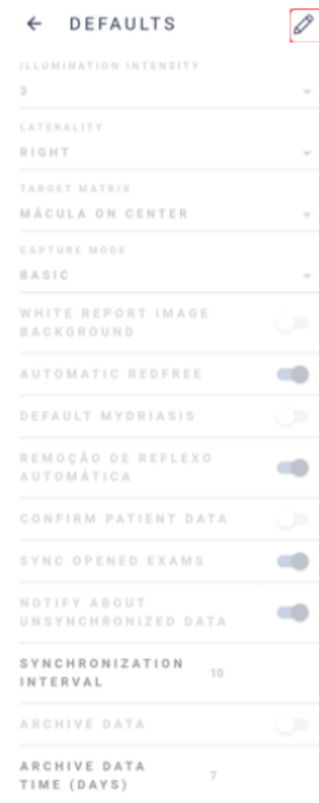 DEFAULTS
ILLUMINATION INTENSITY
3
LATERALITY
RIGHT
TARGET MATRIX
MÁCULA ON CENTER
CAPTURE MODE
BASIC
WHITE REPORT IMAGE
BACKGROUND
AUTOMATIC REDFREE
DEFAULT MYDRIASIS
REMOÇÃO DE REFLEXO
AUTOMÁTICA
CONFIRM PATIENT DATA
SYNC OPENED EXAMS
NOTIFY ABOUT
UNSYNCHRONIZED DATA
SYNCHRONIZATION
INTERVAL
10
ARCHIVE DATA
ARCHIVE DATA
TIME (DAYS)
7